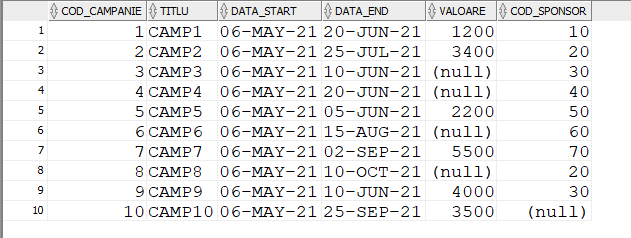 COD_CAMPANIE TITLU DATA_START DATA_END VALOARE COD_SPONSOR
1 1 CAMP1 06-MAY-21 20-JUN-21 1200 10
2 2 CAMP2 06-MAY-21 25-JUL-21 3400 20
3 3 CAMP3 06-MAY-21 10-JUN-21 (null) 30
4 4 CAMP4 06-MAY-21 20-JUN-21 (null) 40
5 5 CAMP5 06-MAY-21 05-JUN-21 2200 50
6 6 CAMP6 06-MAY-21 15-AUG-21 (null) 60
7 7 CAMP7 06-MAY-21 02-SEP-21 5500 70
8 8 CAMP8 06-MAY-21 10-OCT-21 (null) 20
9 9 CAMP9 06-MAY-21 10-JUN-21 4000 30
10 10 CAMP10 06-MAY-21 25-SEP-21 3500 (null)